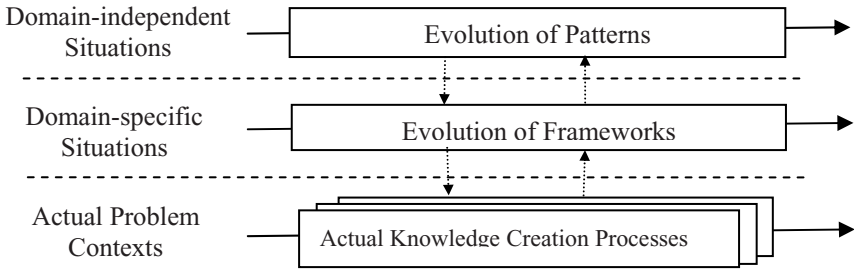 Domain-independent
Situations
Evolution of Patterns
Domain-specific
Situations
Evolution of Frameworks
Actual Problem
Contexts
Actual Knowledge Creation Processes